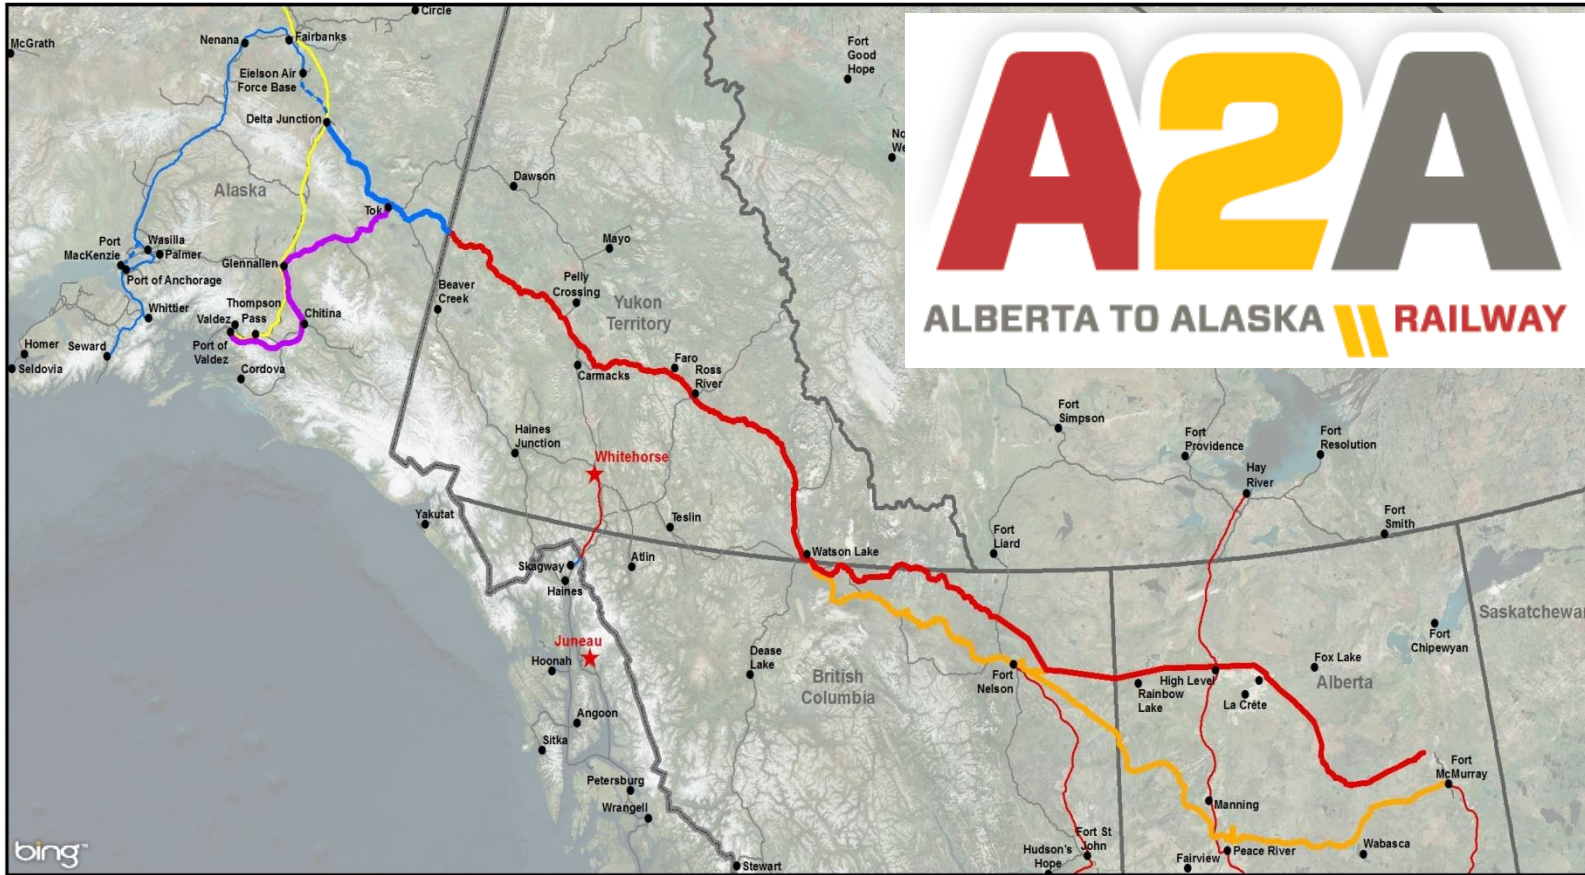 Circle
McGrath
Nenana
Fairbanks
Eielson Air
Force Base
Delta Junction
Alaska
Tok
Dawson
Port
MacKenzie
Wasilla
Palmer
Port of Anchorage
Glennallen
Whittier
Thompson
Pass
Valdez
Port of
Valdez
Chitina
Homer
Seldovia
Seward
Cordova
Beaver
Creek
Mayo
Pelly
Crossing
Yukon
Territory
Carmacks
Faro
Ross
River
Haines
Junction
Whitehorse
Yakutat
Teslin
Skagway
Haines
Atlin
Watson Lake
Juneau
Hoonah
Angoon
Sitka
Petersburg
Wrangell
Stewart
Dease
Lake
British
Columbia
Fort
Nelson
Fort
Good
Hope
A2A
ALBERTA TO ALASKA \\ RAILWAY
Fort
Simpson
Fort
Providence
Fort
Resolution
Hay
River
Fort
Liard
Fort
Smith
Saskatchewan
Fort
Chipewyan
Fox Lake
Alberta
High Level
Rainbow
Lake
La Crête
Fort
McMurray
Manning
Peace River
Wabasca
Fairview
Fort St
John
Hudson's
Hope
bing